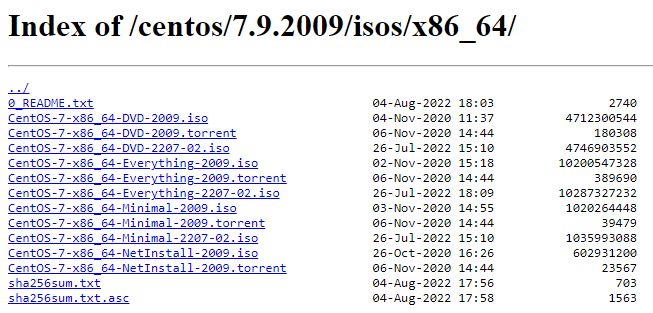 Index of /centos/7.9.2009/isos/x86_64/
../
0_README.txt 04-Aug-2022 18:03 2740
CentOS-7-x86_64-DVD-2009.iso 04-Nov-2020 11:37 4712300544
CentOS-7-x86_64-DVD-2009.torrent 06-Nov-2020 14:44 180308
CentOS-7-x86_64-DVD-2207-02.iso 26-Jul-2022 15:10 4746903552
CentOS-7-x86_64-Everything-2009.iso 02-Nov-2020 15:18 10200547328
CentOS-7-x86_64-Everything-2009.torrent 06-Nov-2020 14:44 389690
CentOS-7-x86_64-Everything-2207-02.iso 26-Jul-2022 18:09 10287327232
CentOS-7-x86_64-Minimal-2009.iso 03-Nov-2020 14:55 1020264448
CentOS-7-x86_64-Minimal-2009.torrent 06-Nov-2020 14:44 39479
CentOS-7-x86_64-Minimal-2207-02.iso 26-Jul-2022 15:10 1035993088
CentOS-7-x86_64-NetInstall-2009.iso 26-Oct-2020 16:26 602931200
CentOS-7-x86_64-NetInstall-2009.torrent 06-Nov-2020 14:44 23567
sha256sum.txt 04-Aug-2022 17:56 703
sha256sum.txt.asc 04-Aug-2022 17:58 1563